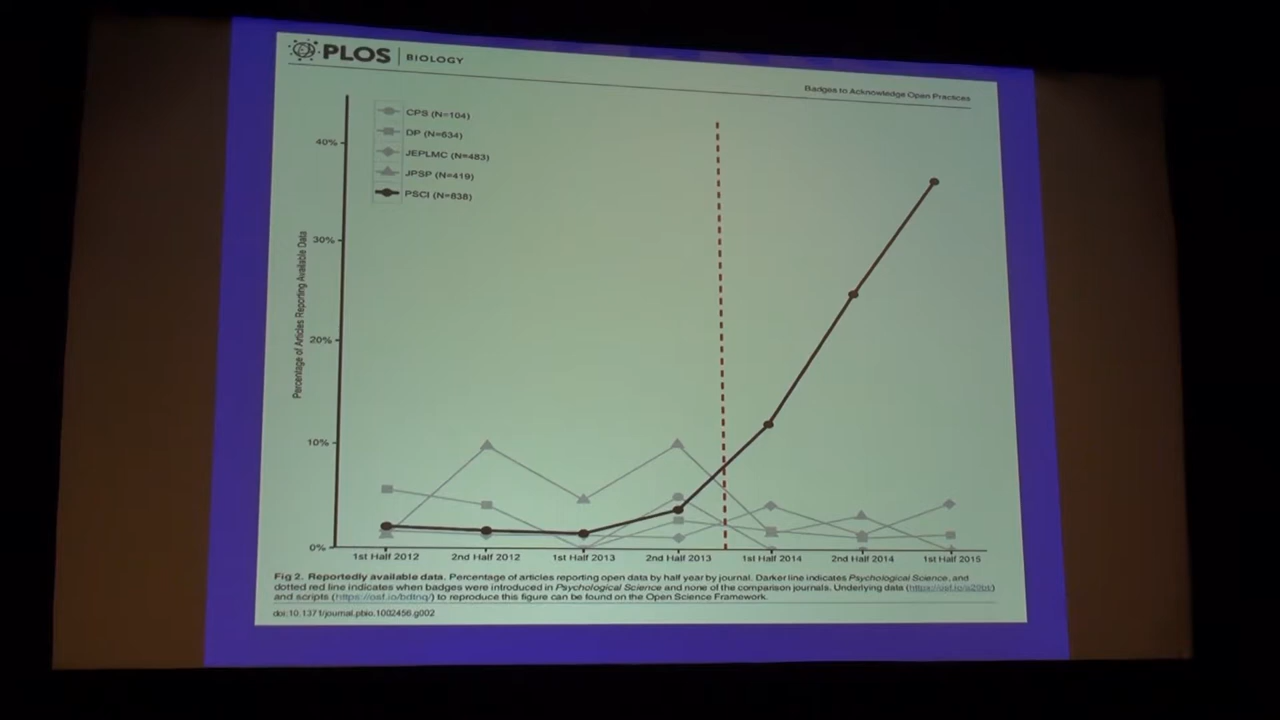 PLOS | BIOLOGY
Badges to Acknowledge Open Practices
CPS (N=104)
DP (N=634)
JEPLMC (N=483)
JPSP (N=419)
PSCI (N=838)
Percentage of Articles Reporting Available Data
40%
30%
20%
10%
0%
1st Half 2012 2nd Half 2012 1st Half 2013 2nd Half 2013 1st Half 2014 2nd Half 2014 1st Half 2015
Fig 2. Reportedly available data. Percentage of articles reporting open data by half year by journal. Darker line indicates Psychological Science, and
dotted red line indicates when badges were introduced in Psychological Science and none of the comparison journals. Underlying data
and scripts (https://osf.io/bdtnq/) to reproduce this figure can be found on the Open Science Framework.
doi:10.1371/journal.pbio.1002456.g002